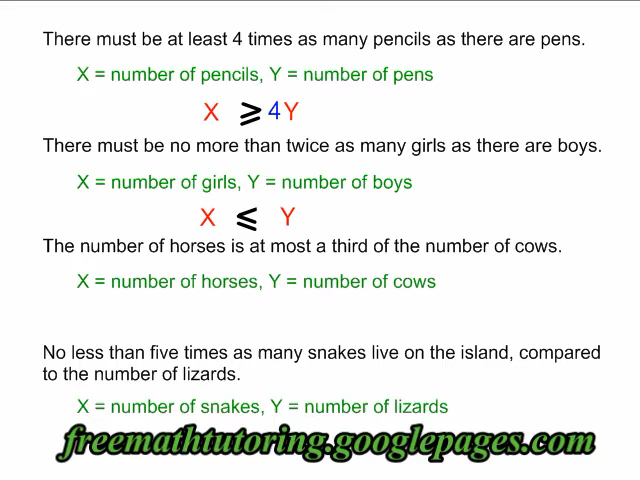 There must be at least 4 times as many pencils as there are pens.
X = number of pencils, Y = number of pens
X ⩾ 4Y
There must be no more than twice as many girls as there are boys.
X = number of girls, Y = number of boys
X ⩽ Y
The number of horses is at most a third of the number of cows.
X = number of horses, Y = number of cows
No less than five times as many snakes live on the island, compared
to the number of lizards.
X = number of snakes, Y = number of lizards
freemathtutoring.googlepages.com